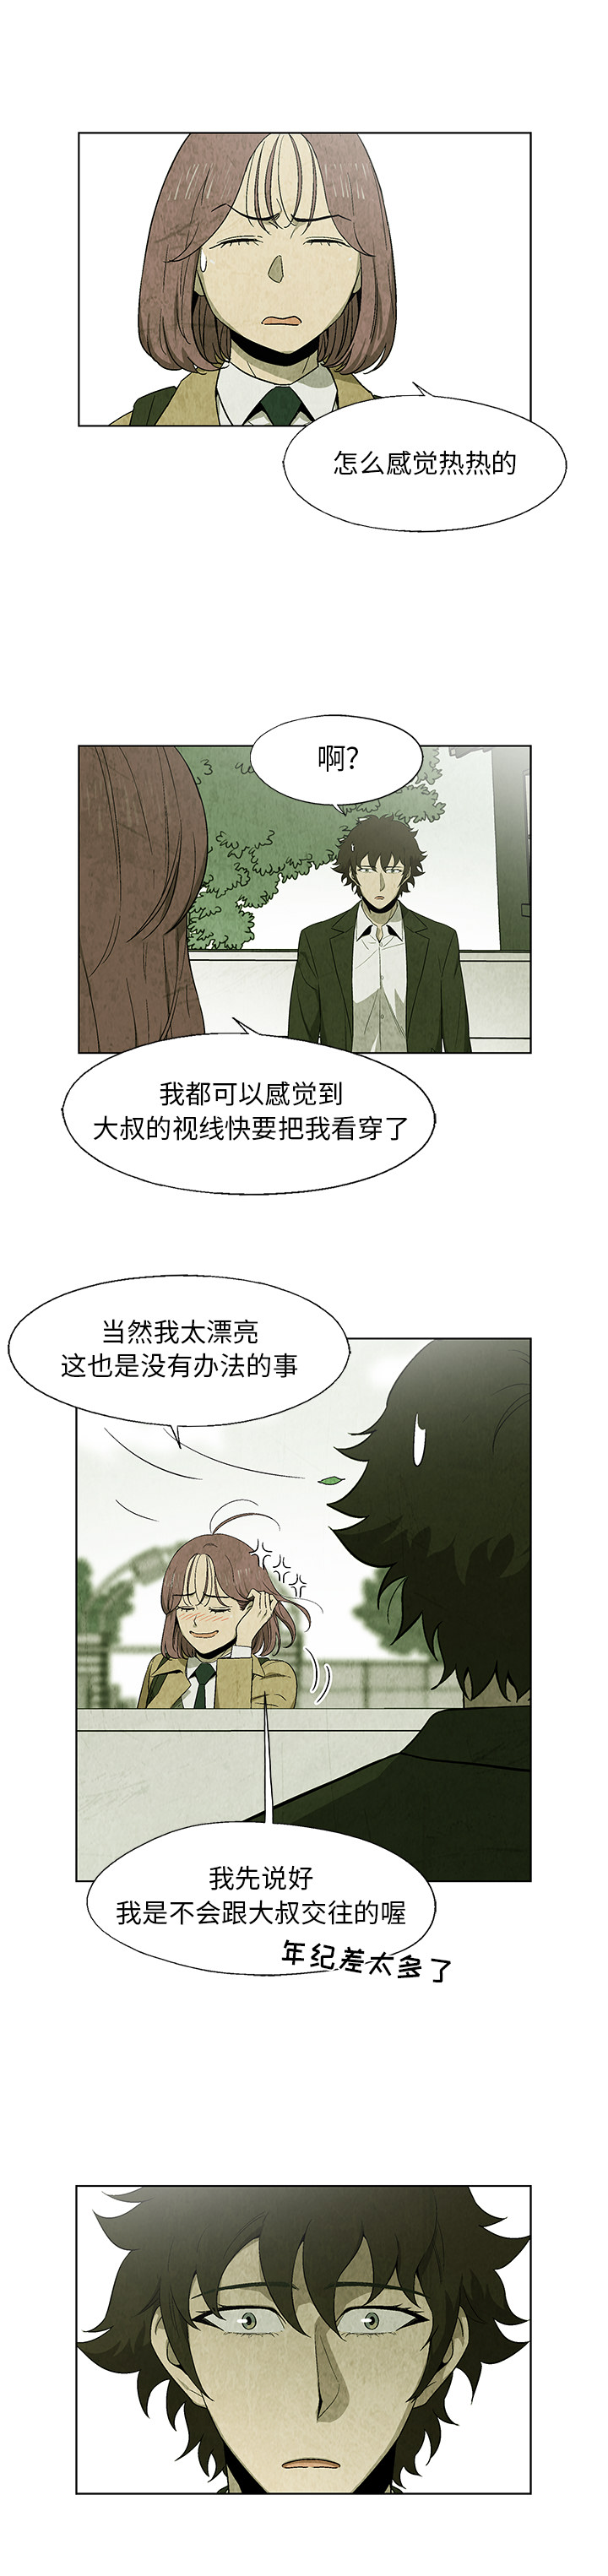 怎么感觉热热的
啊?
我都可以感觉到
大叔的视线快要把我看穿了
当然我太漂亮
这也是没有办法的事
我先说好
我是不会跟大叔交往的喔
年纪差太多了